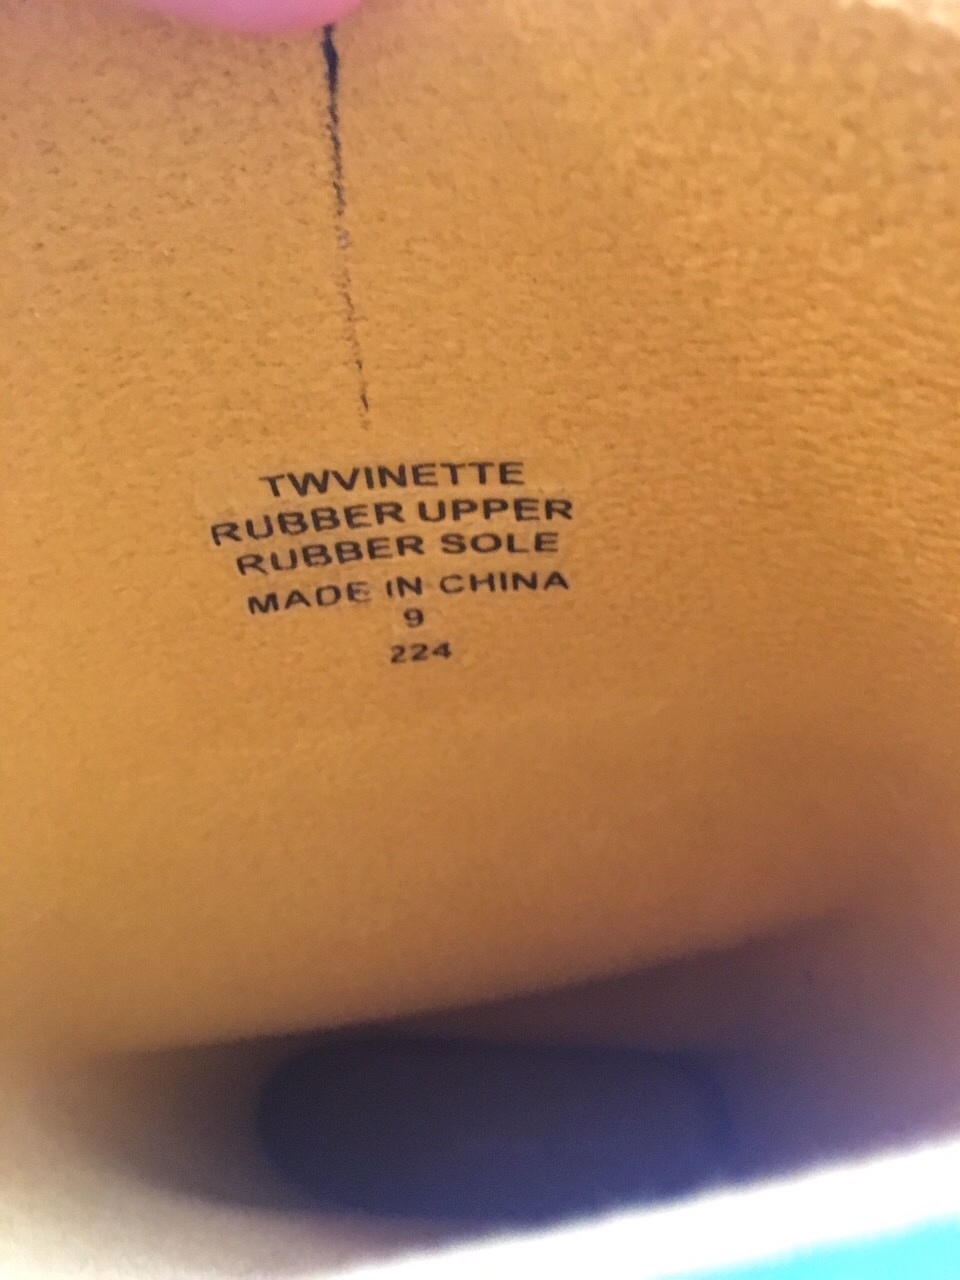 TWVINETTE
RUBBER UPPER
RUBBER SOLE
MADE IN CHINA
9
224